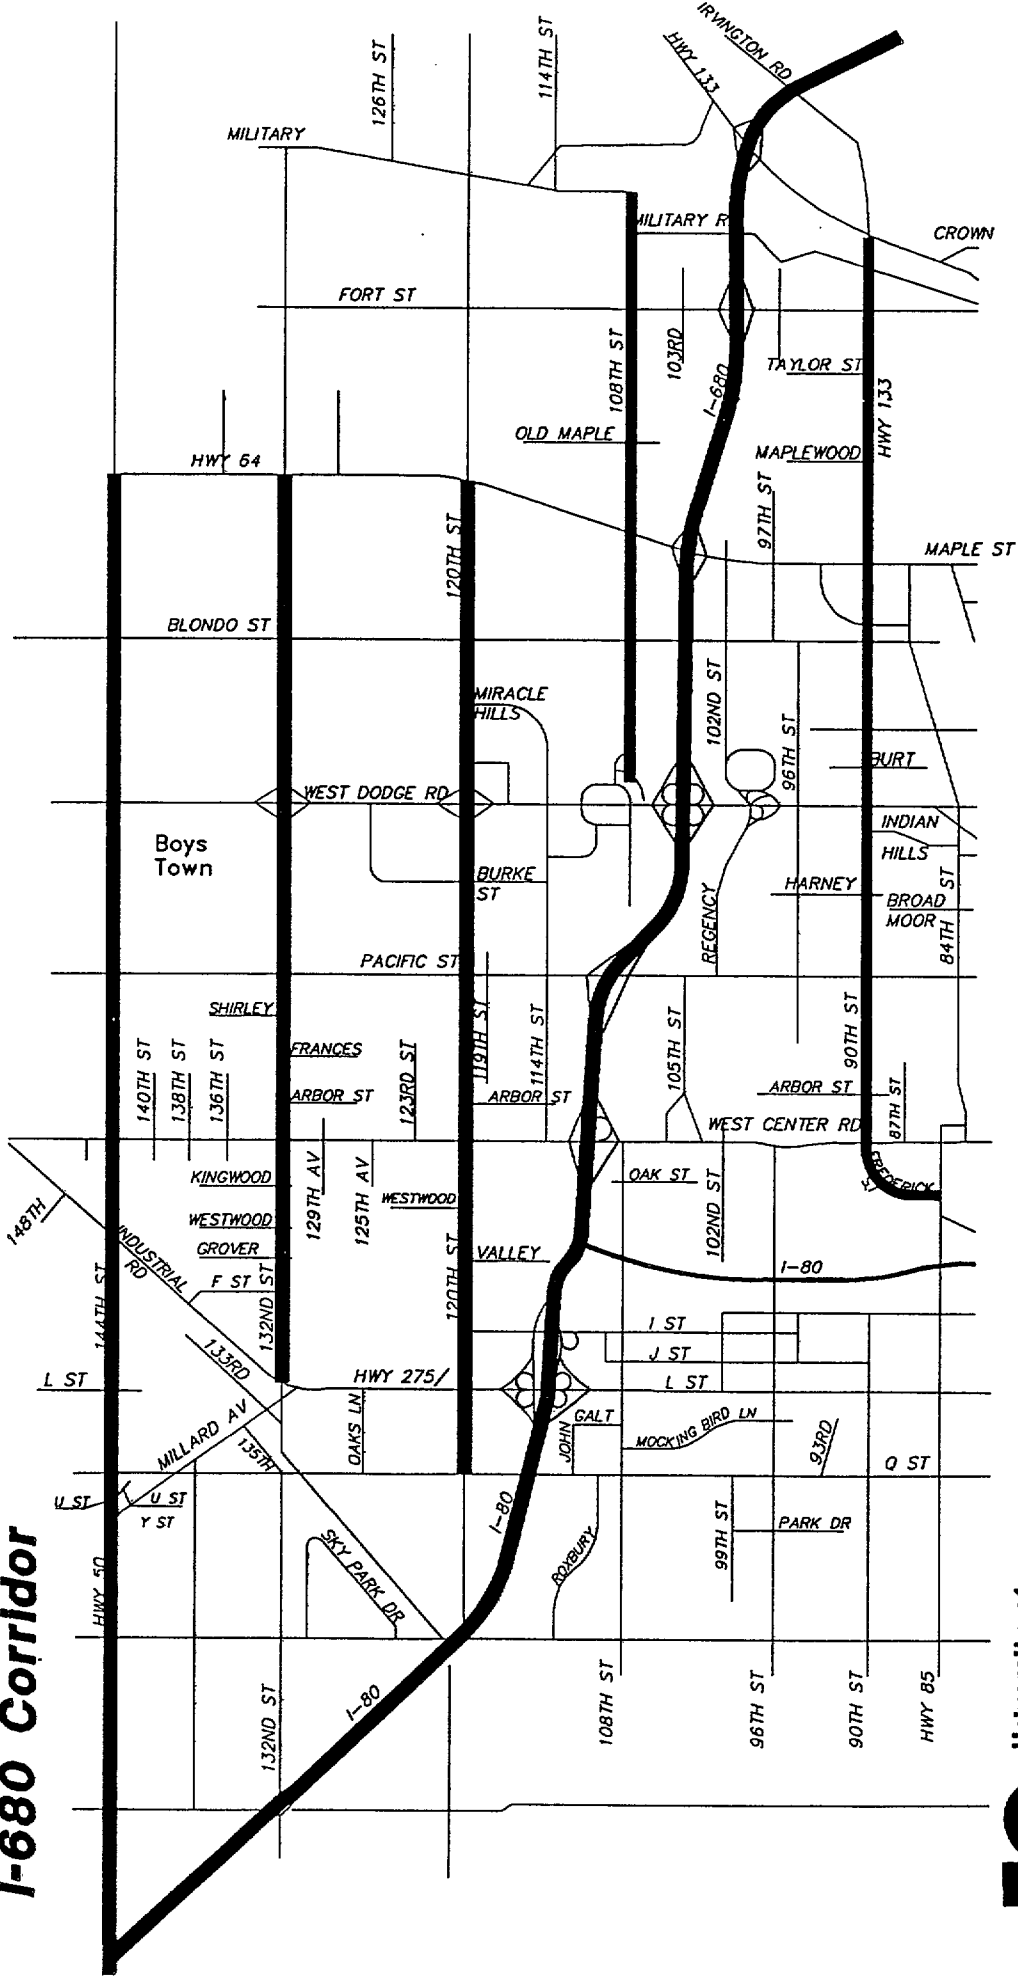 IRVINGTON RD
HWY 133
126TH ST
114TH ST
MILITARY
MILITARY R
CROWN
FORT ST
108TH ST
103RD
I-680
TAYLOR ST
HWY 133
OLD MAPLE
MAPLEWOOD
HWY 64
97TH ST
120TH ST
MAPLE ST
BLONDO ST
102ND ST
MIRACLE
HILLS
96TH ST
BURT
WEST DODGE RD
INDIAN
HILLS
Boys
Town
BURKE
ST
HARNEY
BROAD
MOOR
84TH ST
REGENCY
PACIFIC ST
SHIRLEY
119TH ST
114TH ST
105TH ST
90TH ST
140TH ST
138TH ST
136TH ST
FRANCES
123RD ST
ARBOR ST
ARBOR ST
ARBOR ST
87TH ST
WEST CENTER RD
KINGWOOD
129TH AV
125TH AV
WESTWOOD
OAK ST
102ND ST
FREDERICK
ST
148TH
WESTWOOD
INDUSTRIAL
RD
GROVER
VALLEY
120TH ST
I-80
144TH ST
F ST
132ND ST
I ST
133RD
J ST
L ST
HWY 275/
L ST
OAKS LN
GALT
JOHN
MOCKING BIRD LN
93RD
MILLARD AV
135TH
Q ST
U ST
U ST
Y ST
I-80
99TH ST
PARK DR
SKY PARK DR
ROXBURY
HWY 50
I-680 Corridor
132ND ST
I-80
108TH ST
96TH ST
90TH ST
HWY 85